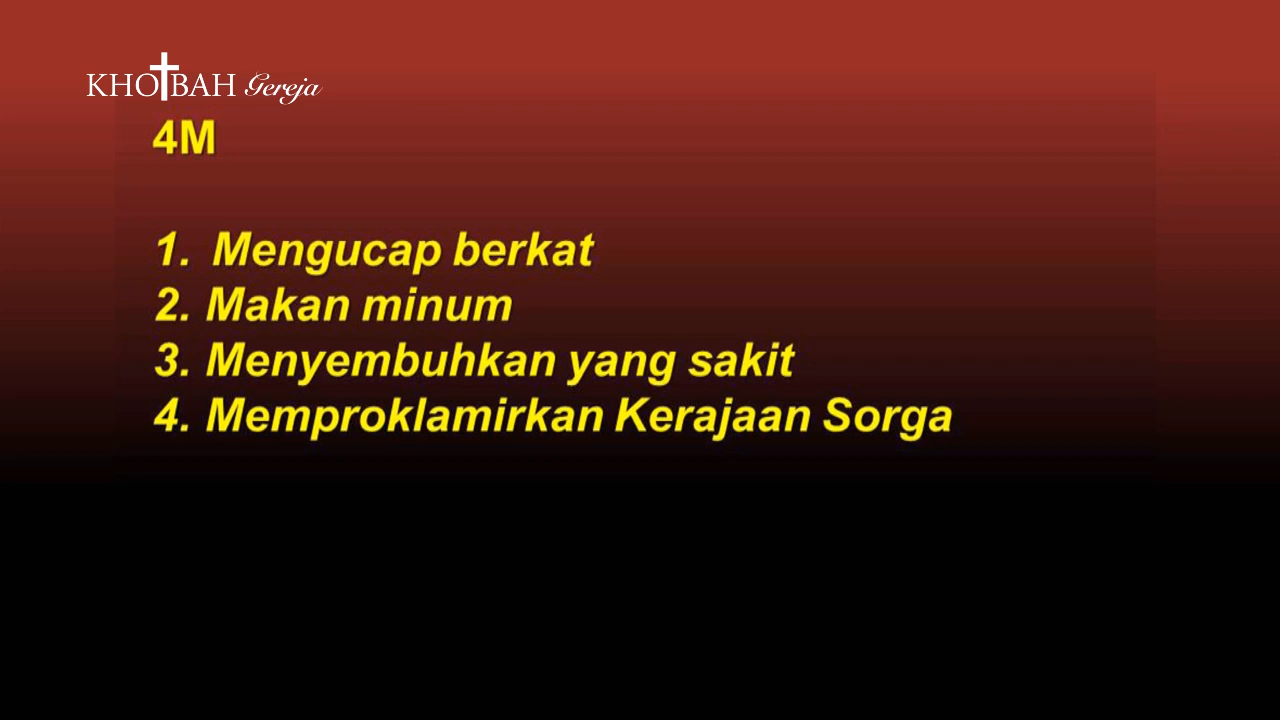 KHOTBAH Gereja
4M
1. Mengucap berkat
2. Makan minum
3. Menyembuhkan yang sakit
4. Memproklamirkan Kerajaan Sorga